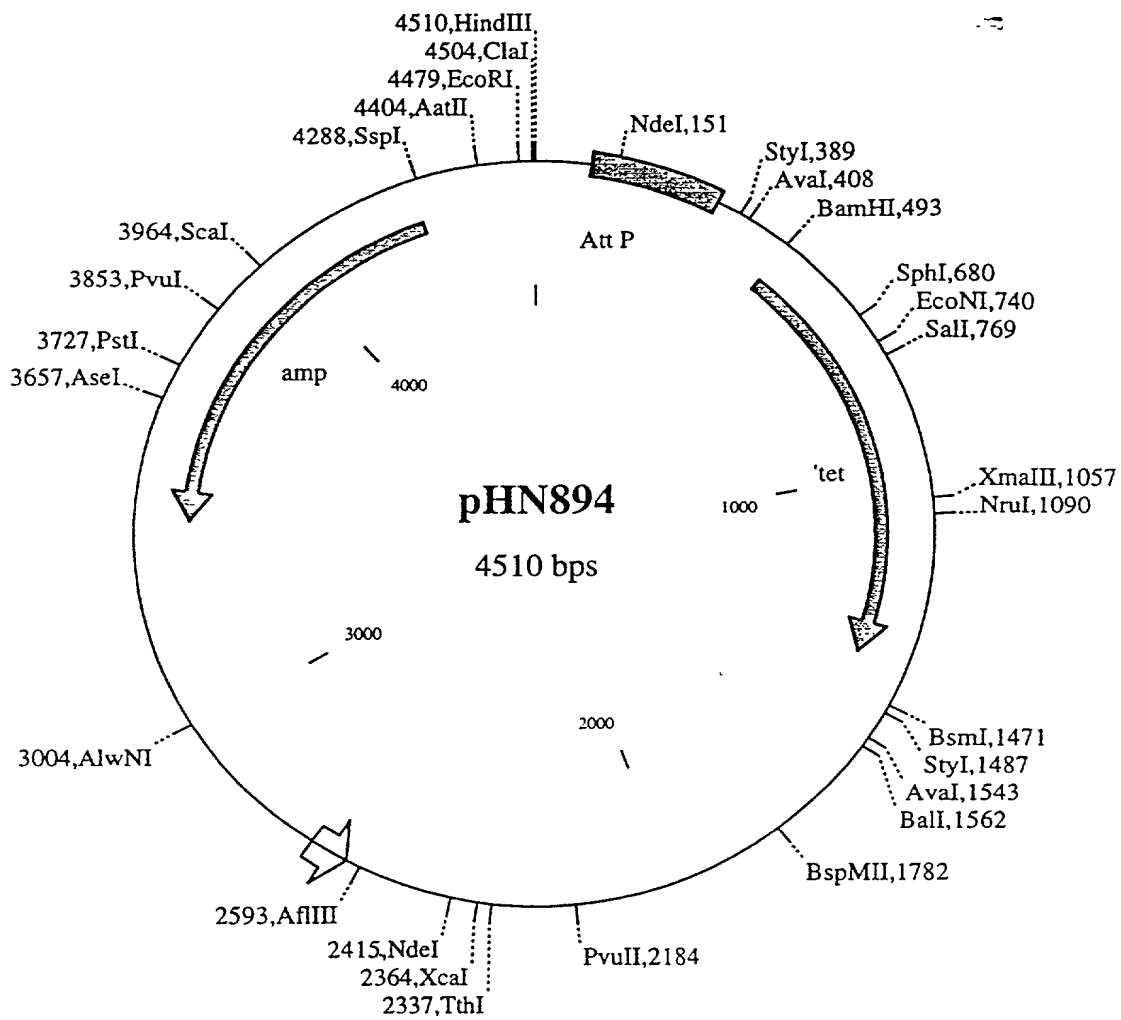 4510,HindIII
4504,ClaI
4479,EcoRI
4404,AatII
4288,SspI
NdeI,151
StyI,389
AvaI,408
BamHI,493
3964,ScaI
3853,PvuI
3727,PstI
3657,AseI
Att P
SphI,680
EcoNI,740
SalI,769
amp
4000
'tet
XmaIII,1057
NruI,1090
1000
pHN894
4510 bps
3000
2000
3004,AlwNI
BsmI,1471
StyI,1487
AvaI,1543
BalI,1562
BspMII,1782
2593,AflIII
2415,NdeI
2364,XcaI
2337,TthI
PvuII,2184